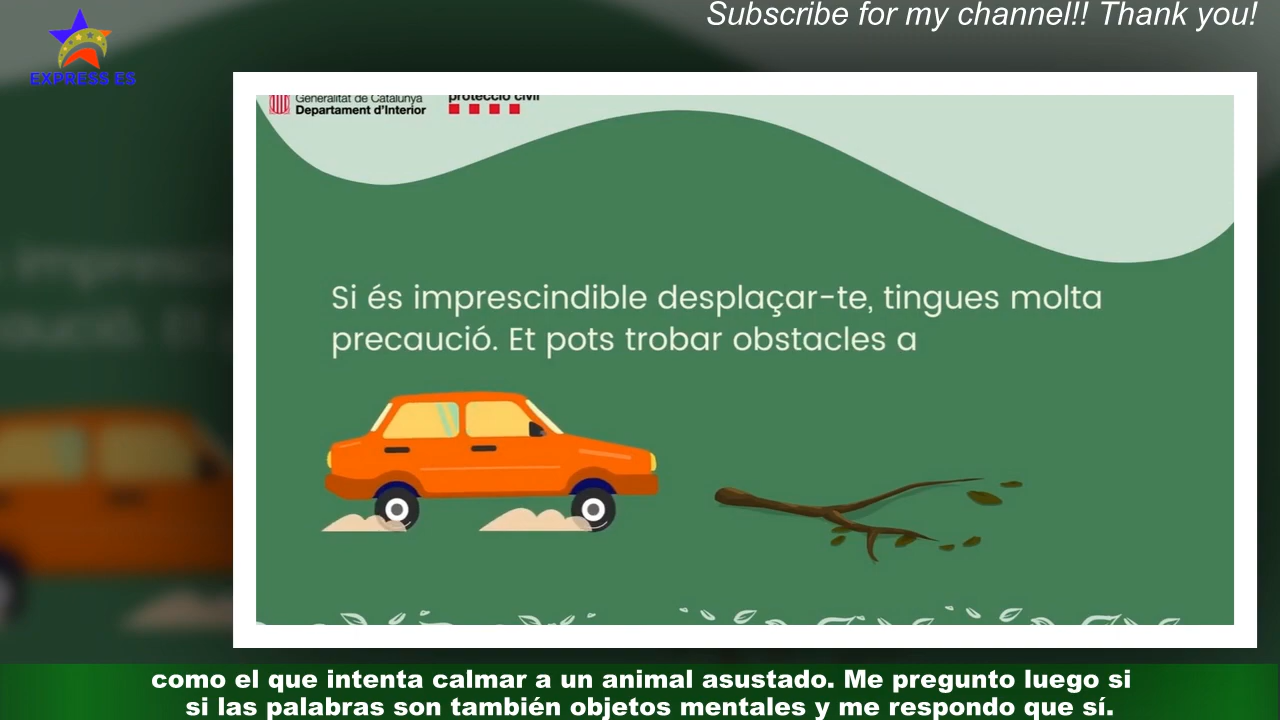 Subscribe for my channel!! Thank you!
EXPRESS ES
Generalitat de Catalunya
Departament d'Interior
protecció civil
Si és imprescindible desplaçar-te, tingues molta
precaució. Et pots trobar obstacles a
como el que intenta calmar a un animal asustado. Me pregunto luego si
si las palabras son también objetos mentales y me respondo que sí.